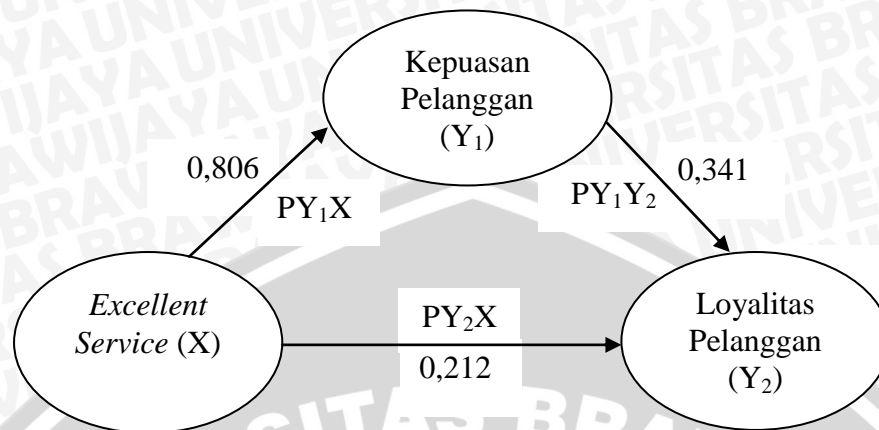 Kepuasan
Pelanggan
(Y₁)
0,806
PY₁X
PY₁Y₂
0,341
Excellent
Service (X)
PY₂X
0,212
Loyalitas
Pelanggan
(Y₂)